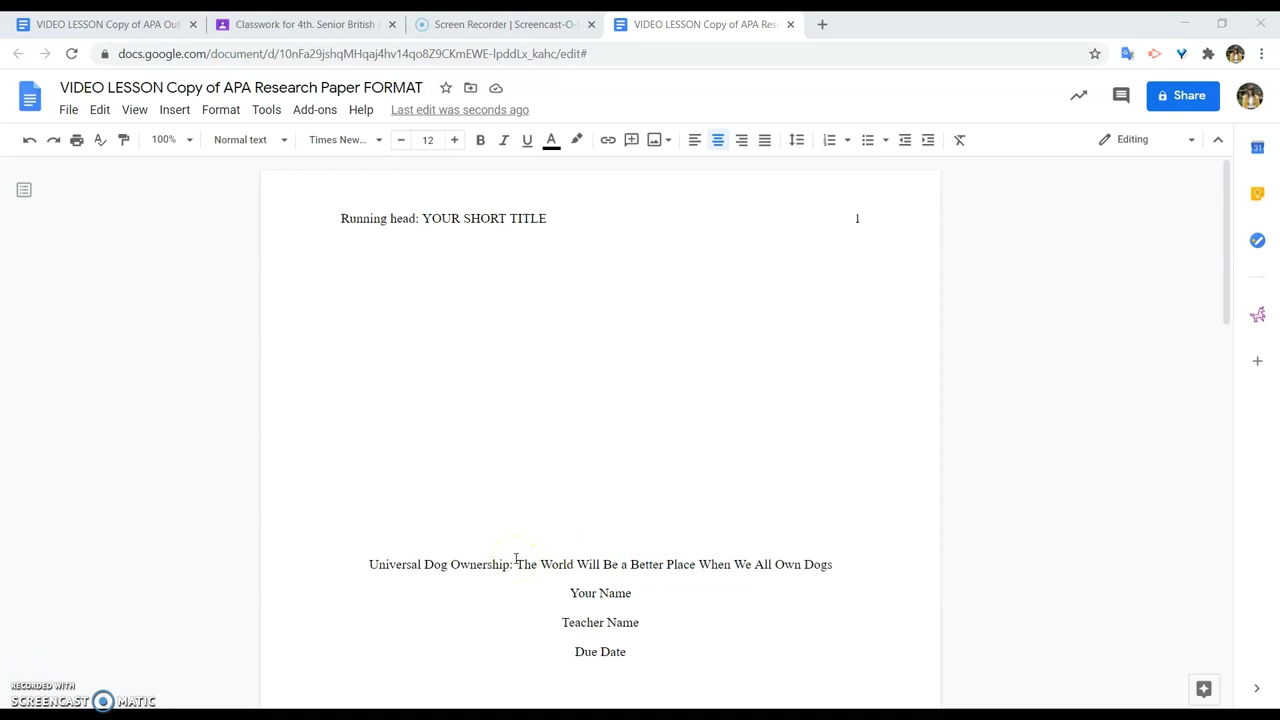 VIDEO LESSON Copy of APA Out
Classwork for 4th. Senior British
Screen Recorder | Screencast-O-
VIDEO LESSON Copy of APA Res
docs.google.com/document/d/10nFa29jshqMHqaj4hv14qo8Z9CKmEWE-lpddLx_kahc/edit#
VIDEO LESSON Copy of APA Research Paper FORMAT
File Edit View Insert Format Tools Add-ons Help Last edit was seconds ago
Share
100% Normal text Times New... 12 B I U A Editing
31
Running head: YOUR SHORT TITLE 1
Universal Dog Ownership: The World Will Be a Better Place When We All Own Dogs
Your Name
Teacher Name
Due Date
RECORDED WITH
SCREENCAST MATIC